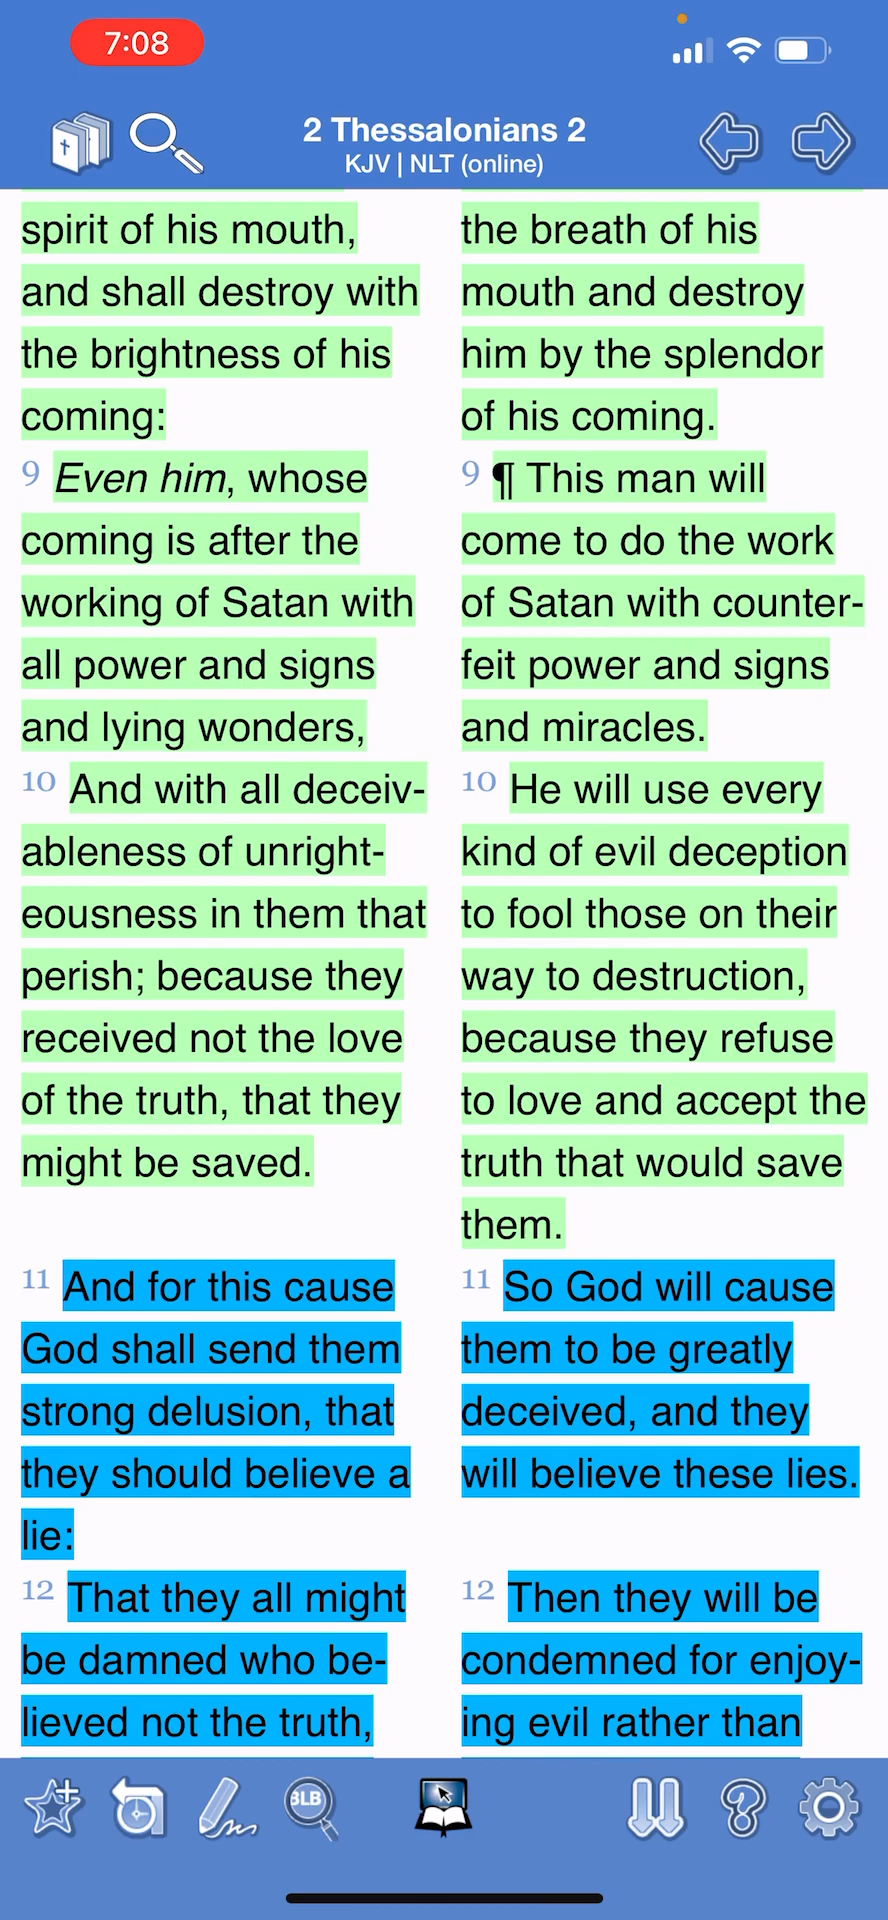 7:08
2 Thessalonians 2
KJV | NLT (online)
spirit of his mouth,
and shall destroy with
the brightness of his
coming:
9 Even him, whose
coming is after the
working of Satan with
all power and signs
and lying wonders,
10 And with all deceiv-
ableness of unright-
eousness in them that
perish; because they
received not the love
of the truth, that they
might be saved.
11 And for this cause
God shall send them
strong delusion, that
they should believe a
lie:
12 That they all might
be damned who be-
lieved not the truth,
the breath of his
mouth and destroy
him by the splendor
of his coming.
9 ¶ This man will
come to do the work
of Satan with counter-
feit power and signs
and miracles.
10 He will use every
kind of evil deception
to fool those on their
way to destruction,
because they refuse
to love and accept the
truth that would save
them.
11 So God will cause
them to be greatly
deceived, and they
will believe these lies.
12 Then they will be
condemned for enjoy-
ing evil rather than
BLB